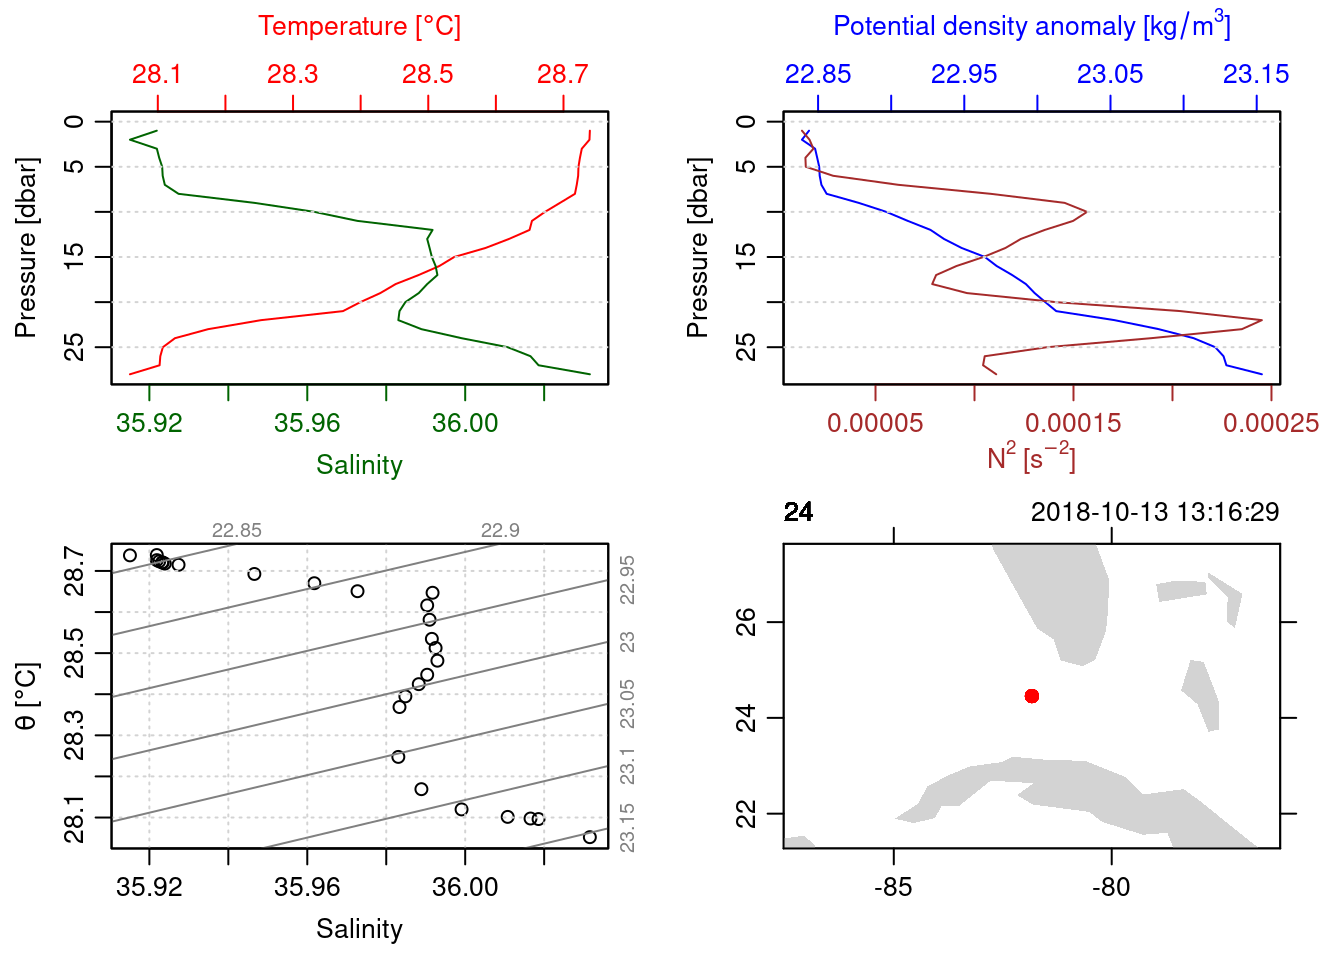 Temperature [°C]
28.1 28.3 28.5 28.7
0 5 15 25
Pressure [dbar]
35.92 35.96 36.00
Salinity
Potential density anomaly [kg/m³]
22.85 22.95 23.05 23.15
0 5 15 25
Pressure [dbar]
0.00005 0.00015 0.00025
N² [s⁻²]
22.85 22.9
22.95
23
23.05
23.1
23.15
28.7 28.5 28.3 28.1
θ [°C]
35.92 35.96 36.00
Salinity
24 2018-10-13 13:16:29
26
24
22
-85 -80